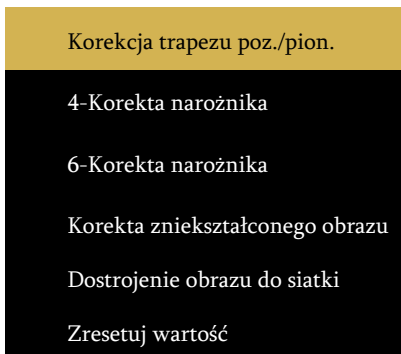 Korekcja trapezu poz./pion.
4-Korekta narożnika
6-Korekta narożnika
Korekta zniekształconego obrazu
Dostrojenie obrazu do siatki
Zresetuj wartość